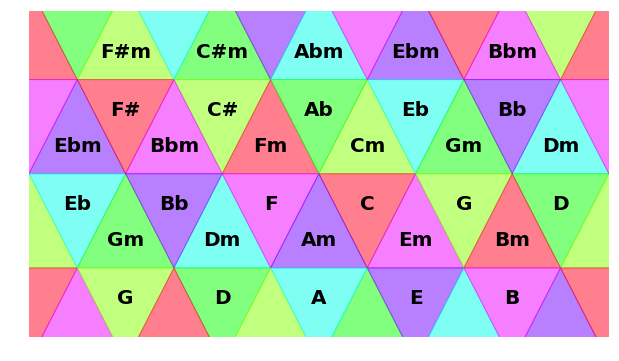 F#m C#m Abm Ebm Bbm
F# C# Ab Eb Bb
Ebm Bbm Fm Cm Gm Dm
Eb Bb F C G D
Gm Dm Am Em Bm
G D A E B